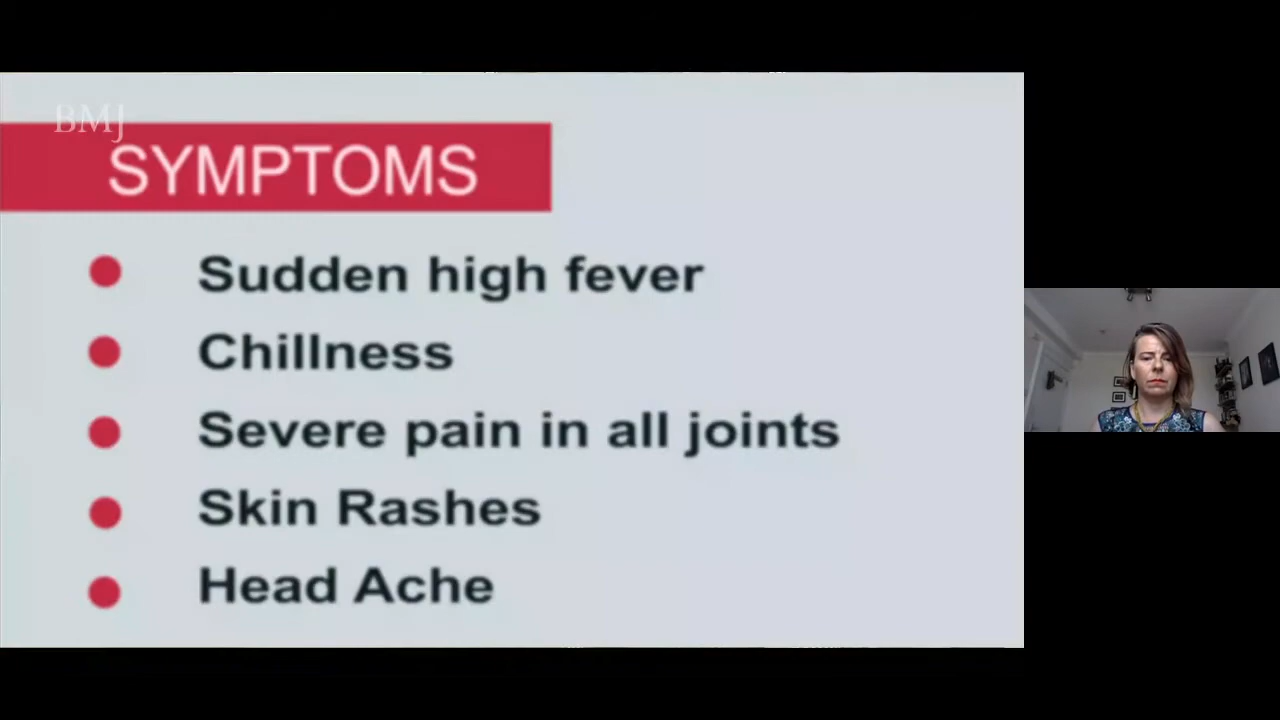 BMJ
SYMPTOMS
Sudden high fever
Chillness
Severe pain in all joints
Skin Rashes
Head Ache